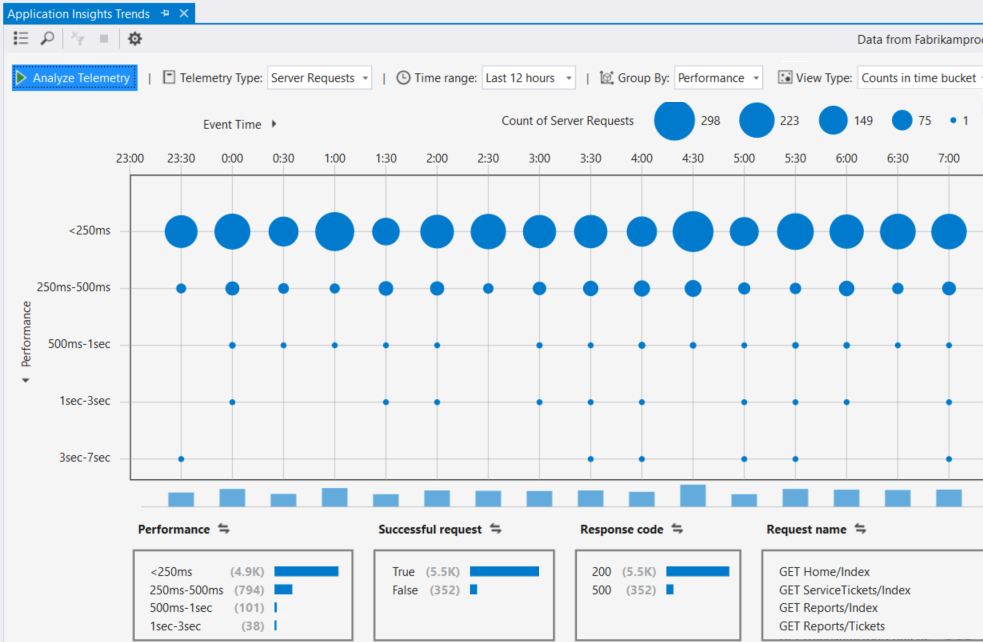 Application Insights Trends
Data from Fabrikampro
Analyze Telemetry | Telemetry Type: Server Requests | Time range: Last 12 hours | Group By: Performance View Type: Counts in time bucket
Event Time Count of Server Requests 298 223 149 75 1
23:00 23:30 0:00 0:30 1:00 1:30 2:00 2:30 3:00 3:30 4:00 4:30 5:00 5:30 6:00 6:30 7:00
<250ms
250ms-500ms
500ms-1sec
1sec-3sec
3sec-7sec
Performance
Performance Successful request Response code Request name
<250ms (4.9K) True (5.5K) 200 (5.5K) GET Home/Index
250ms-500ms (794) False (352) 500 (352) GET ServiceTickets/Index
500ms-1sec (101) GET Reports/Index
1sec-3sec (38) GET Reports/Tickets